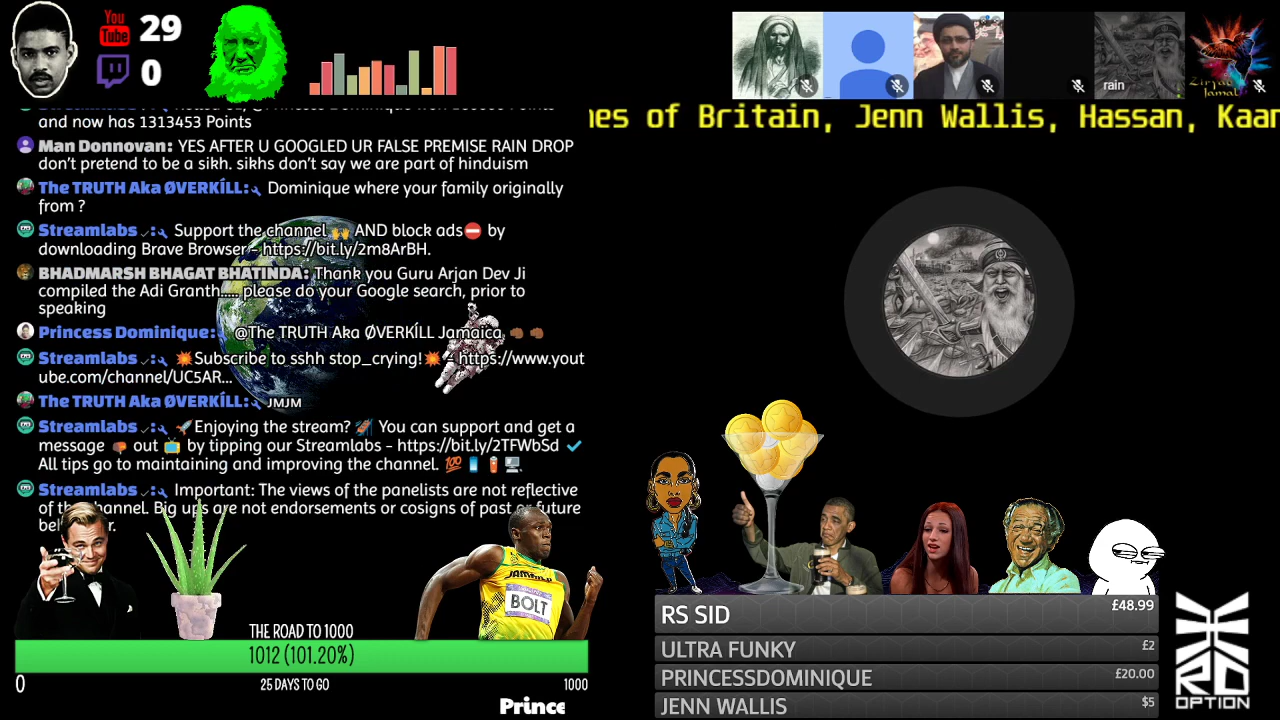 You
Tube
29
0
and now has 1313453 Points
Man Donnovan: YES AFTER U GOOGLED UR FALSE PREMISE RAIN DROP
don't pretend to be a sikh. sikhs don't say we are part of hinduism
The TRUTH Aka ØVERKÍLL: Dominique where your family originally
from ?
Streamlabs : Support the channel 🙌 AND block ads⛔ by
downloading Brave Browser - https://bit.ly/2m8ArBH.
BHADMARSH BHAGAT BHATINDA: Thank you Guru Arjan Dev Ji
compiled the Adi Granth..... please do your Google search, prior to
speaking
Princess Dominique: @The TRUTH Aka ØVERKÍLL Jamaica
Streamlabs : 💥Subscribe to sshh stop_crying!💥 - https://www.yout
ube.com/channel/UC5AR...
The TRUTH Aka ØVERKÍLL: JMJM
Streamlabs : 🚀Enjoying the stream? You can support and get a
message out 📺 by tipping our Streamlabs - https://bit.ly/2TFWbSd ✔
All tips go to maintaining and improving the channel. 💯
Streamlabs : Important: The views of the panelists are not reflective
of channel. Big ups are not endorsements or cosigns of past or future
JAMAICA
BOLT
THE ROAD TO 1000
1012 (101.20%)
0
25 DAYS TO GO
1000
Prince
rain
Ziryab
Jamal
nes of Britain, Jenn Wallis, Hassan, Kaar
RS SID
£48.99
ULTRA FUNKY
£2
PRINCESSDOMINIQUE
£20.00
JENN WALLIS
$5
OPTION